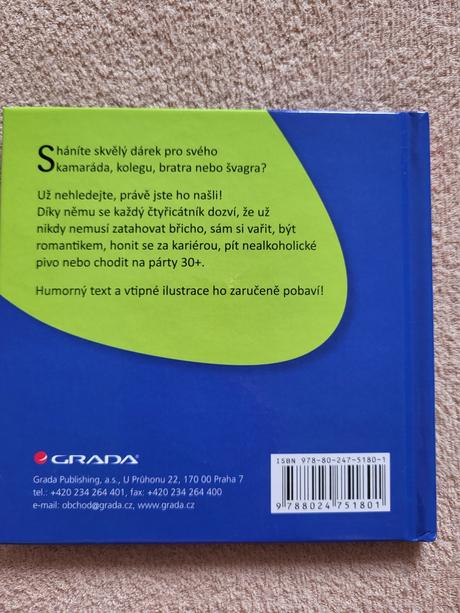 Sháníte skvělý dárek pro svého
kamaráda, kolegu, bratra nebo švagra?
Už nehledejte, právě jste ho našli!
Díky němu se každý čtyřicátník dozví, že už
nikdy nemusí zatahovat břicho, sám si vařit, být
romantikem, honit se za kariérou, pít nealkoholické
pivo nebo chodit na párty 30+.
Humorný text a vtipné ilustrace ho zaručeně pobaví!
GRADA
Grada Publishing, a.s., U Průhonu 22, 170 00 Praha 7
tel.: +420 234 264 401, fax: +420 234 264 400
e-mail: obchod@grada.cz, www.grada.cz
ISBN 978-80-247-5180-1
9 788024 751801